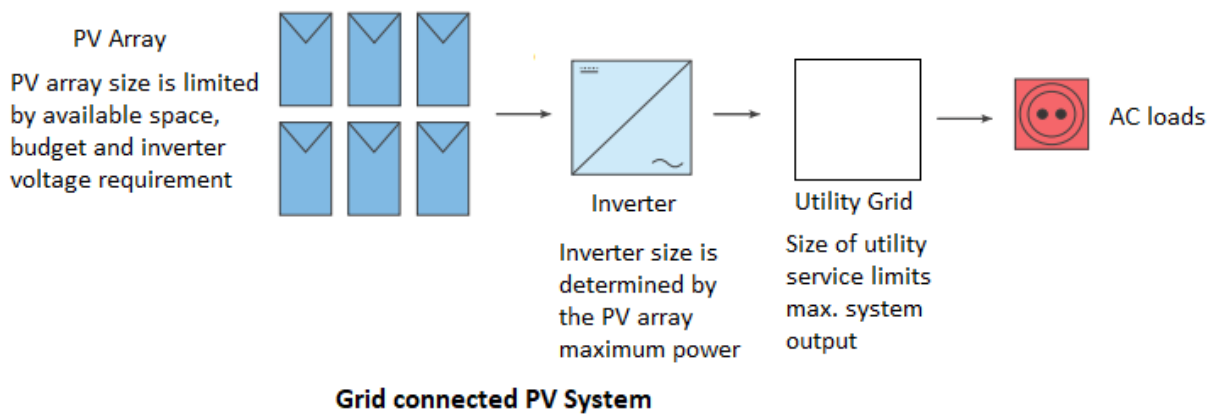 PV Array
PV array size is limited
by available space,
budget and inverter
voltage requirement
Inverter
Inverter size is
determined by
the PV array
maximum power
Utility Grid
Size of utility
service limits
max. system
output
AC loads
Grid connected PV System